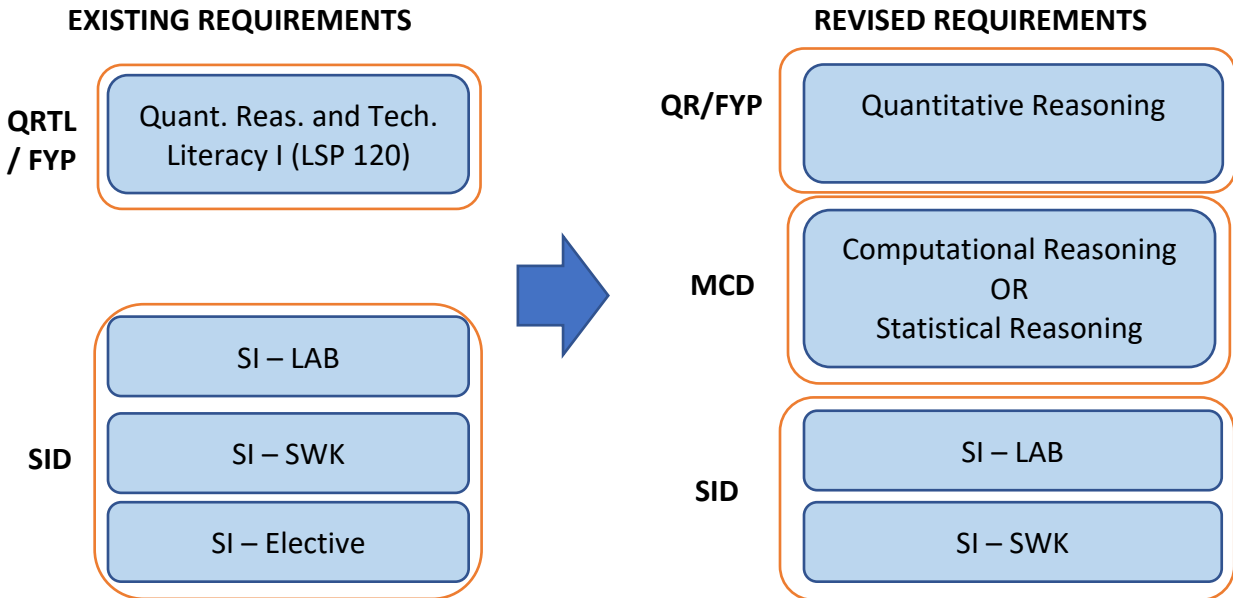 EXISTING REQUIREMENTS
QRTL
/ FYP
Quant. Reas. and Tech.
Literacy I (LSP 120)
SID
SI – LAB
SI – SWK
SI – Elective
REVISED REQUIREMENTS
QR/FYP
Quantitative Reasoning
MCD
Computational Reasoning
OR
Statistical Reasoning
SID
SI – LAB
SI – SWK